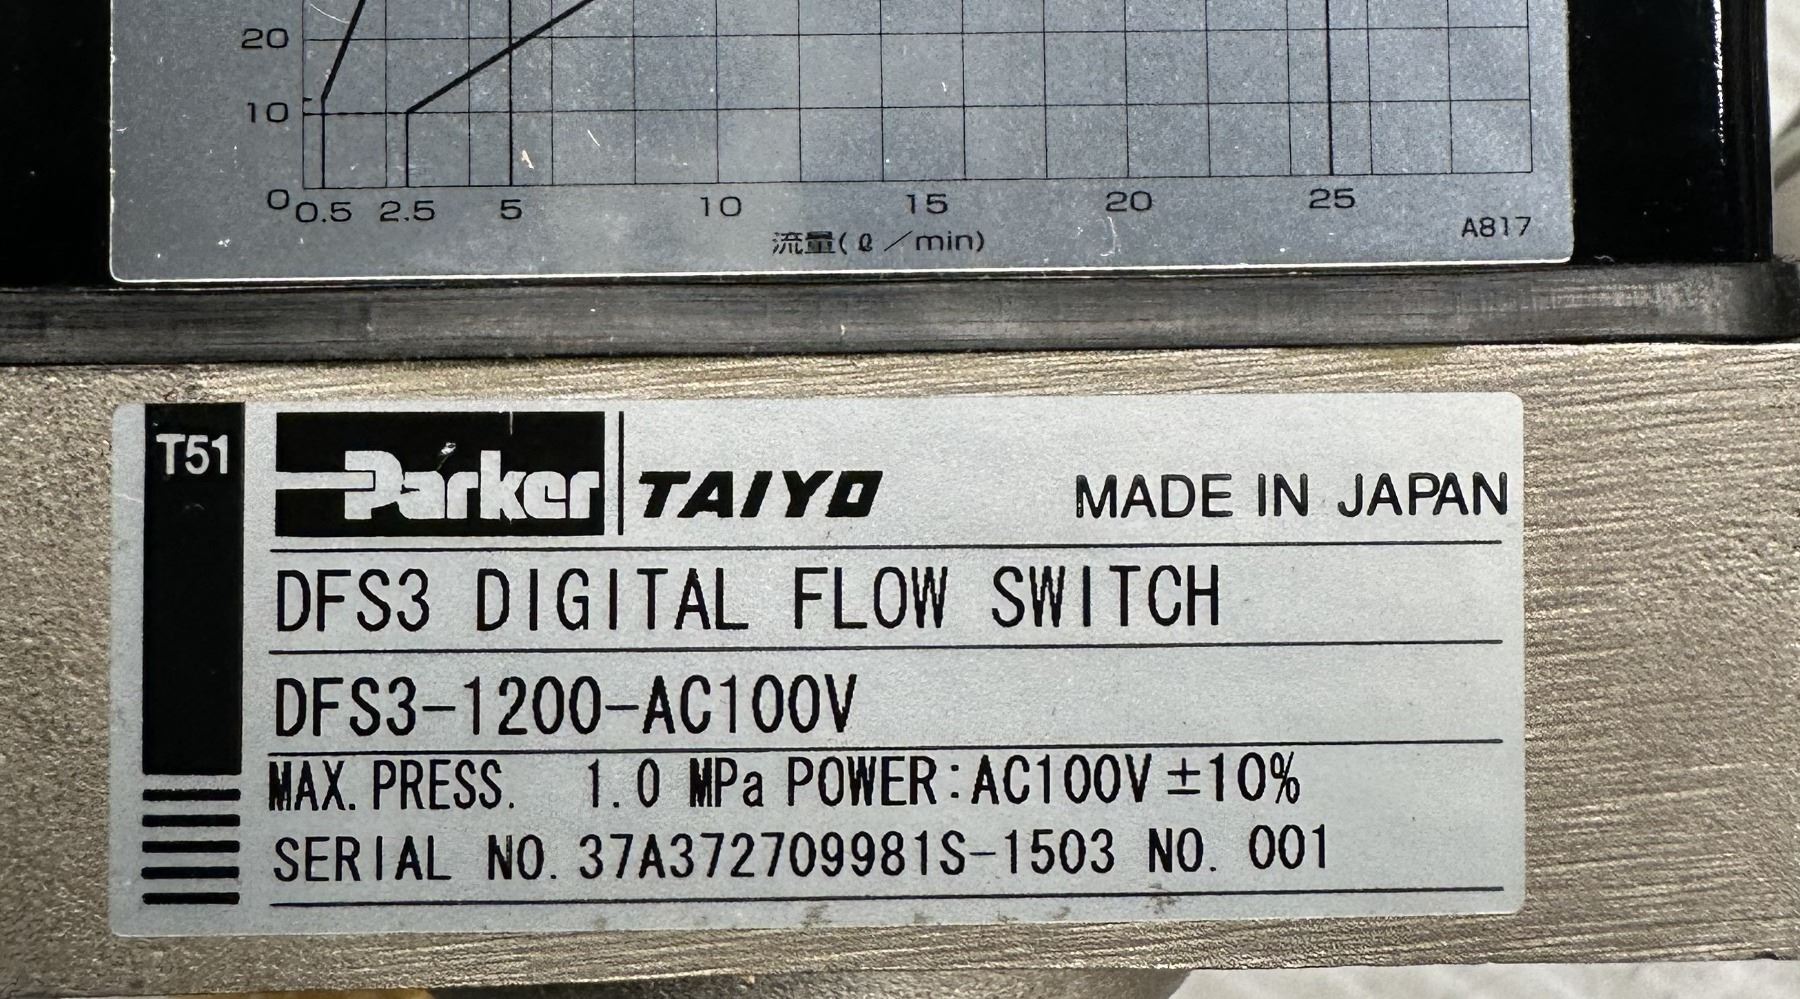 20
10
0 0.5 2.5 5 10 15 20 25
流量(ℓ/min)
A817
T51
Parker TAIYO MADE IN JAPAN
DFS3 DIGITAL FLOW SWITCH
DFS3-1200-AC100V
MAX. PRESS. 1.0 MPa POWER:AC100V±10%
SERIAL NO. 37A372709981S-1503 NO. 001